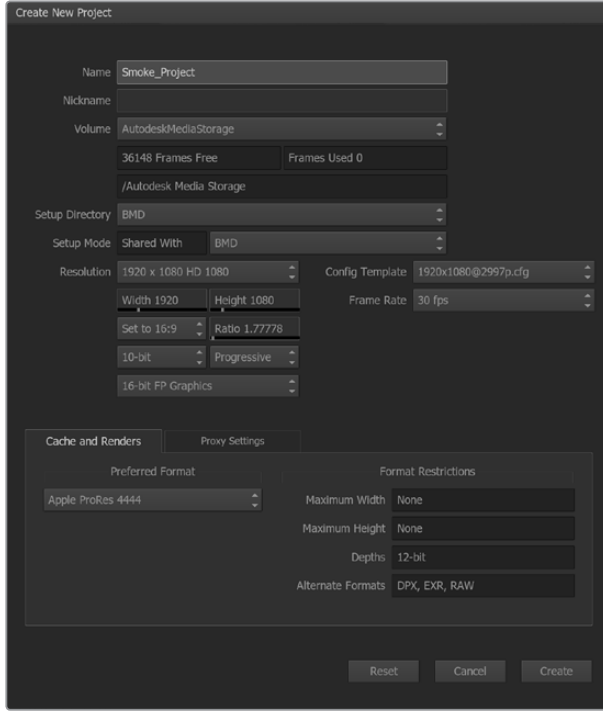 Create New Project
Name Smoke_Project
Nickname
Volume AutodeskMediaStorage
36148 Frames Free Frames Used 0
/Autodesk Media Storage
Setup Directory BMD
Setup Mode Shared With BMD
Resolution 1920 x 1080 HD 1080 Config Template 1920x1080@2997p.cfg
Width 1920 Height 1080 Frame Rate 30 fps
Set to 16:9 Ratio 1.77778
10-bit Progressive
16-bit FP Graphics
Cache and Renders Proxy Settings
Preferred Format Format Restrictions
Apple ProRes 4444 Maximum Width None
Maximum Height None
Depths 12-bit
Alternate Formats DPX, EXR, RAW
Reset Cancel Create